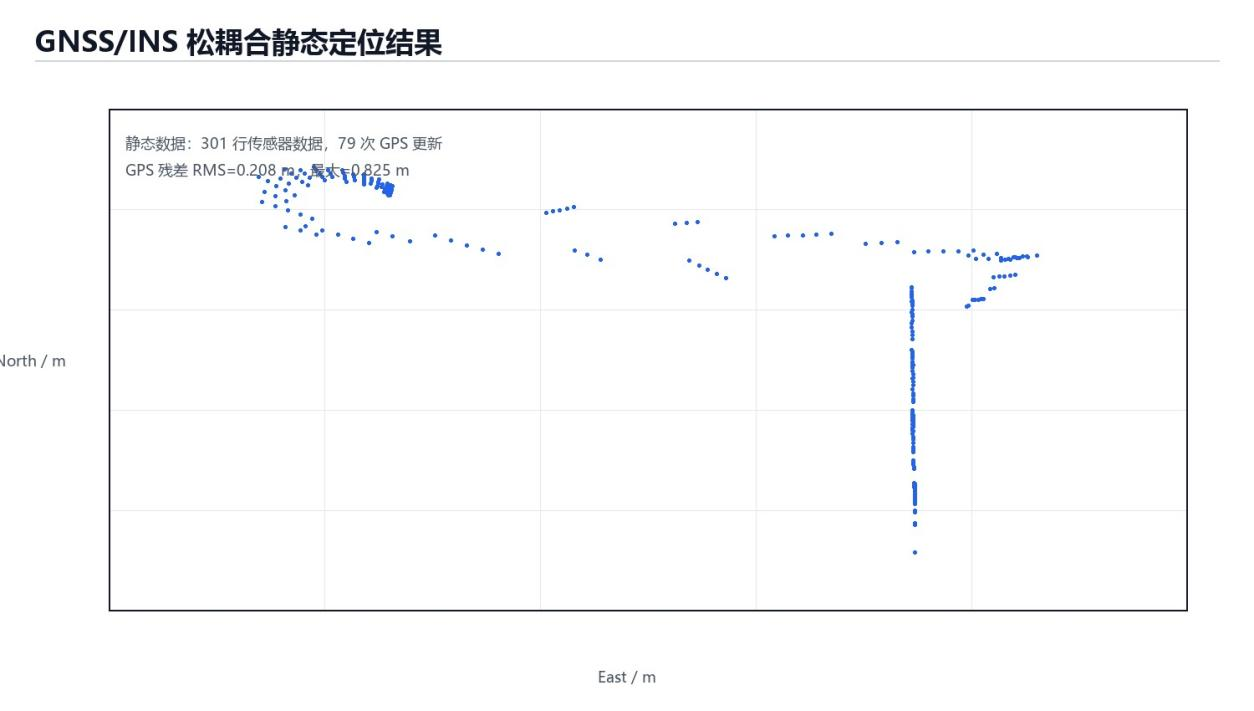 GNSS/INS 松耦合静态定位结果
静态数据：301 行传感器数据，79 次 GPS 更新
GPS 残差 RMS=0.208 m，最大=0.825 m
North / m
East / m